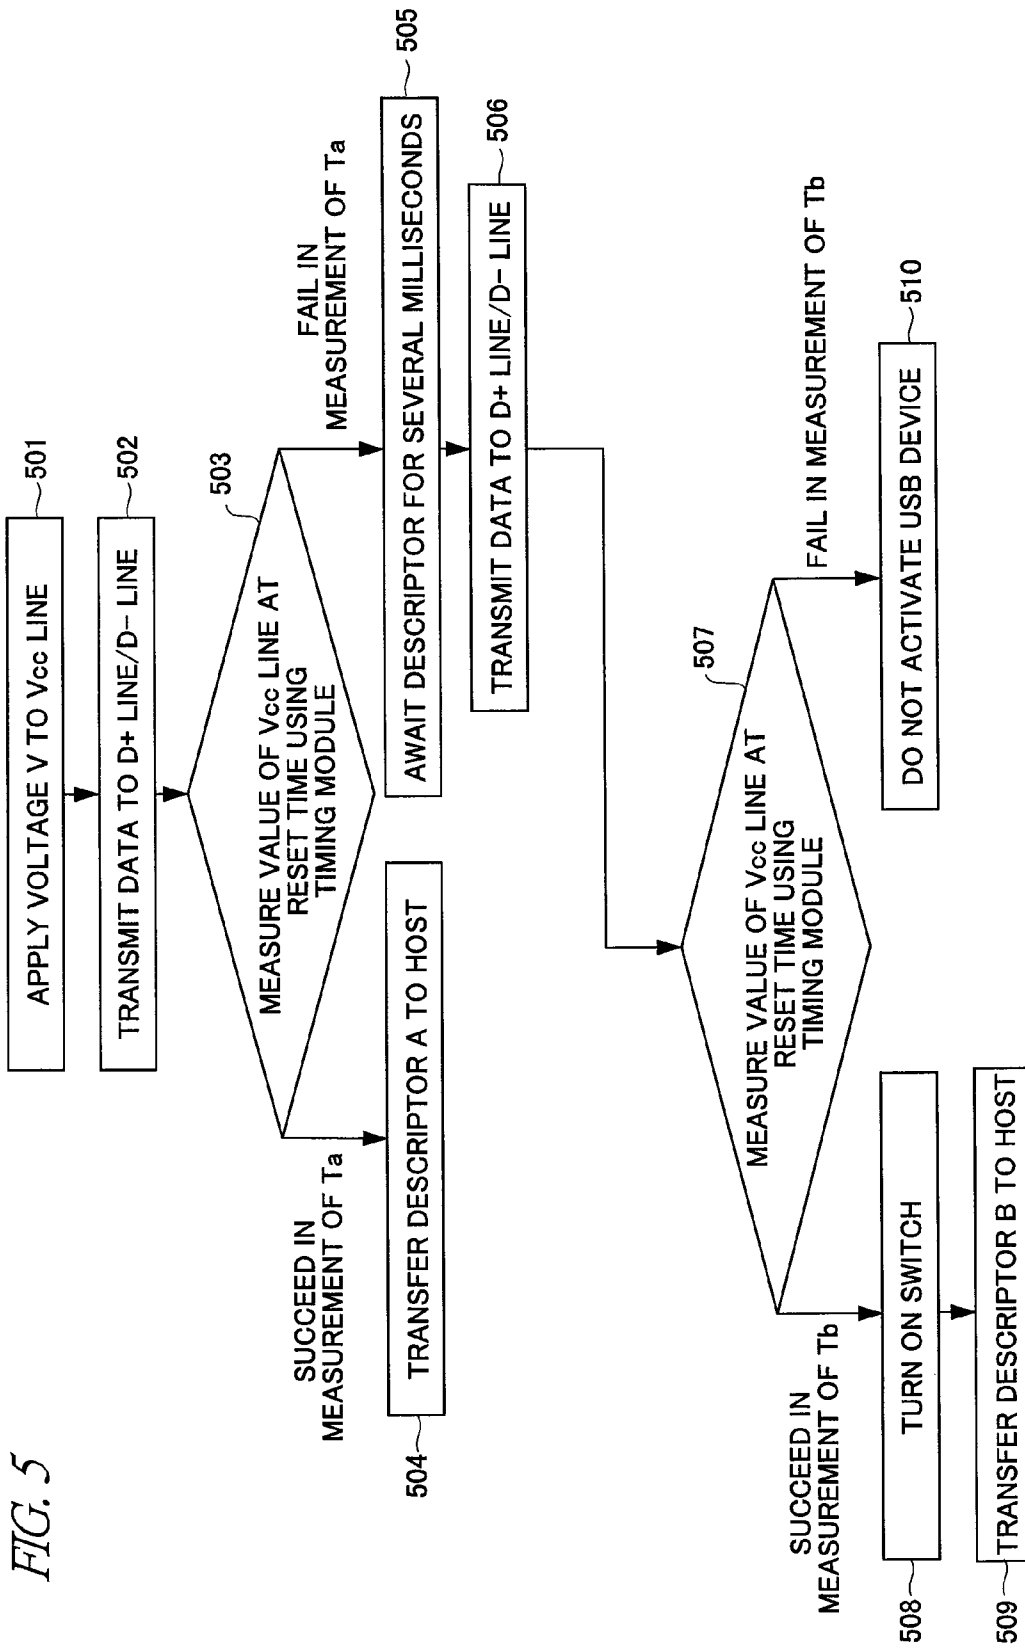 FIG. 5
APPLY VOLTAGE V TO Vcc LINE
501
TRANSMIT DATA TO D+ LINE/D- LINE
502
503
MEASURE VALUE OF Vcc LINE AT
RESET TIME USING
TIMING MODULE
SUCCEED IN
MEASUREMENT OF Ta
FAIL IN
MEASUREMENT OF Ta
504
TRANSFER DESCRIPTOR A TO HOST
AWAIT DESCRIPTOR FOR SEVERAL MILLISECONDS
505
TRANSMIT DATA TO D+ LINE/D- LINE
506
507
MEASURE VALUE OF Vcc LINE AT
RESET TIME USING
TIMING MODULE
SUCCEED IN
MEASUREMENT OF Tb
FAIL IN MEASUREMENT OF Tb
508
TURN ON SWITCH
DO NOT ACTIVATE USB DEVICE
510
509
TRANSFER DESCRIPTOR B TO HOST